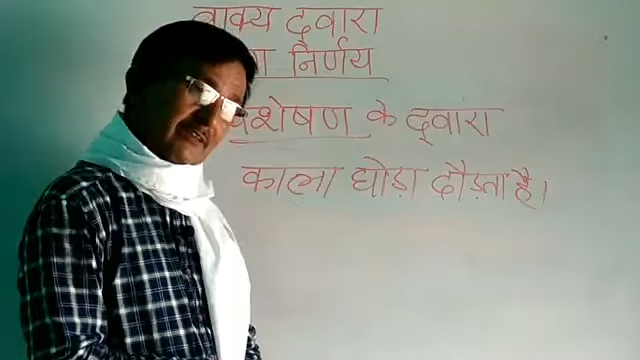 वाक्य द्वारा
निर्णय
के द्वारा
काला घोड़ा दौड़ता है।